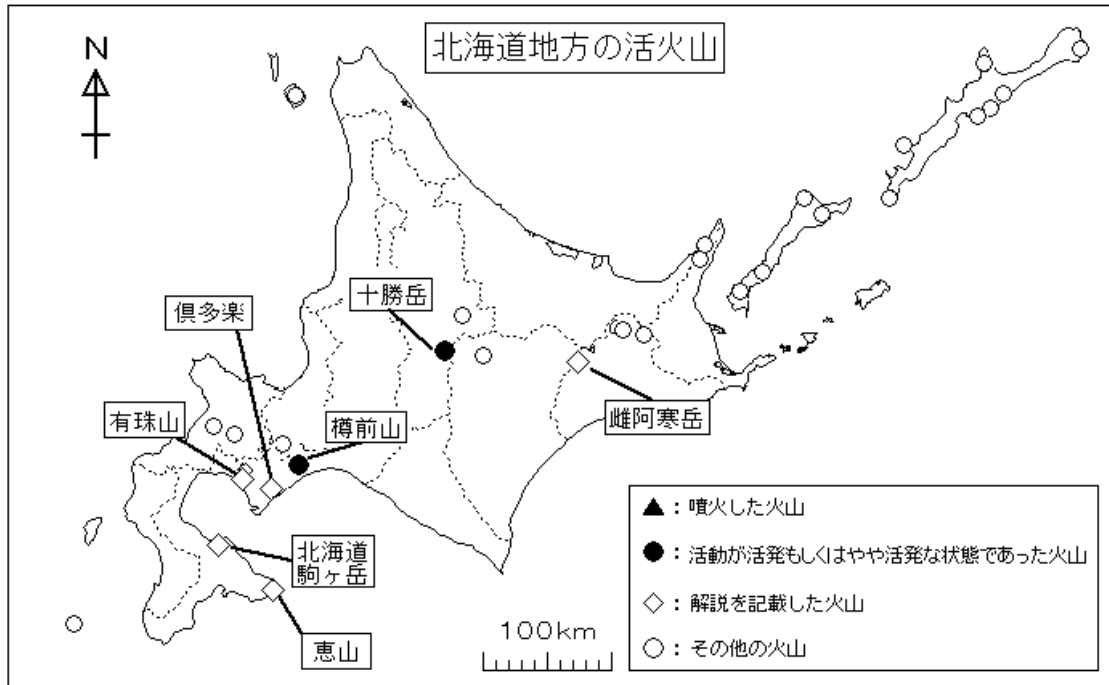 北海道地方の活火山
N
十勝岳
倶多楽
有珠山
樽前山
雌阿寒岳
北海道
駒ヶ岳
恵山
100km
▲：噴火した火山
●：活動が活発もしくはやや活発な状態であった火山
◇：解説を記載した火山
○：その他の火山